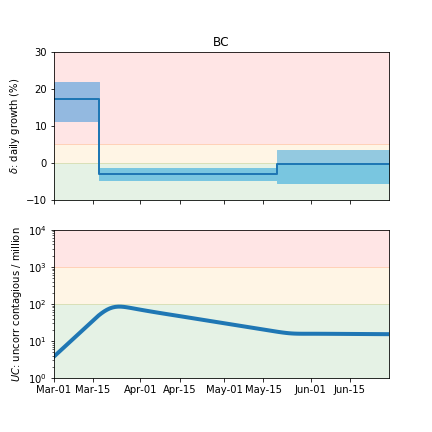 BC
δ: daily growth (%)
30
20
10
0
−10
UC: uncorr contagious / million
10⁴
10³
10²
10¹
10⁰
Mar-01 Mar-15 Apr-01 Apr-15 May-01 May-15 Jun-01 Jun-15